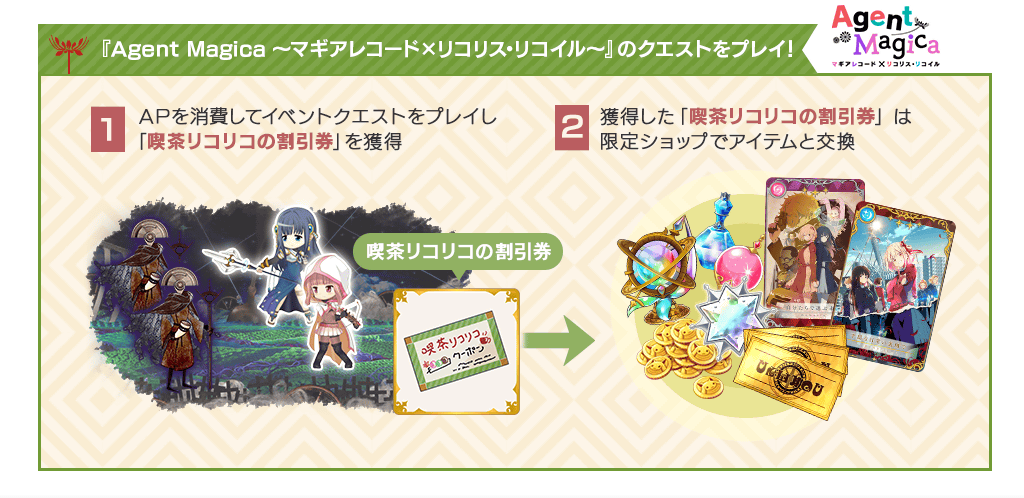 『Agent Magica ～マギアレコード×リコリス・リコイル～』のクエストをプレイ!
Agent
Magica
マギアレコード×リコリス・リコイル
1
APを消費してイベントクエストをプレイし
「喫茶リコリコの割引券」を獲得
2
獲得した「喫茶リコリコの割引券」は
限定ショップでアイテムと交換
喫茶リコリコの割引券
喫茶リコリコ
クーポン